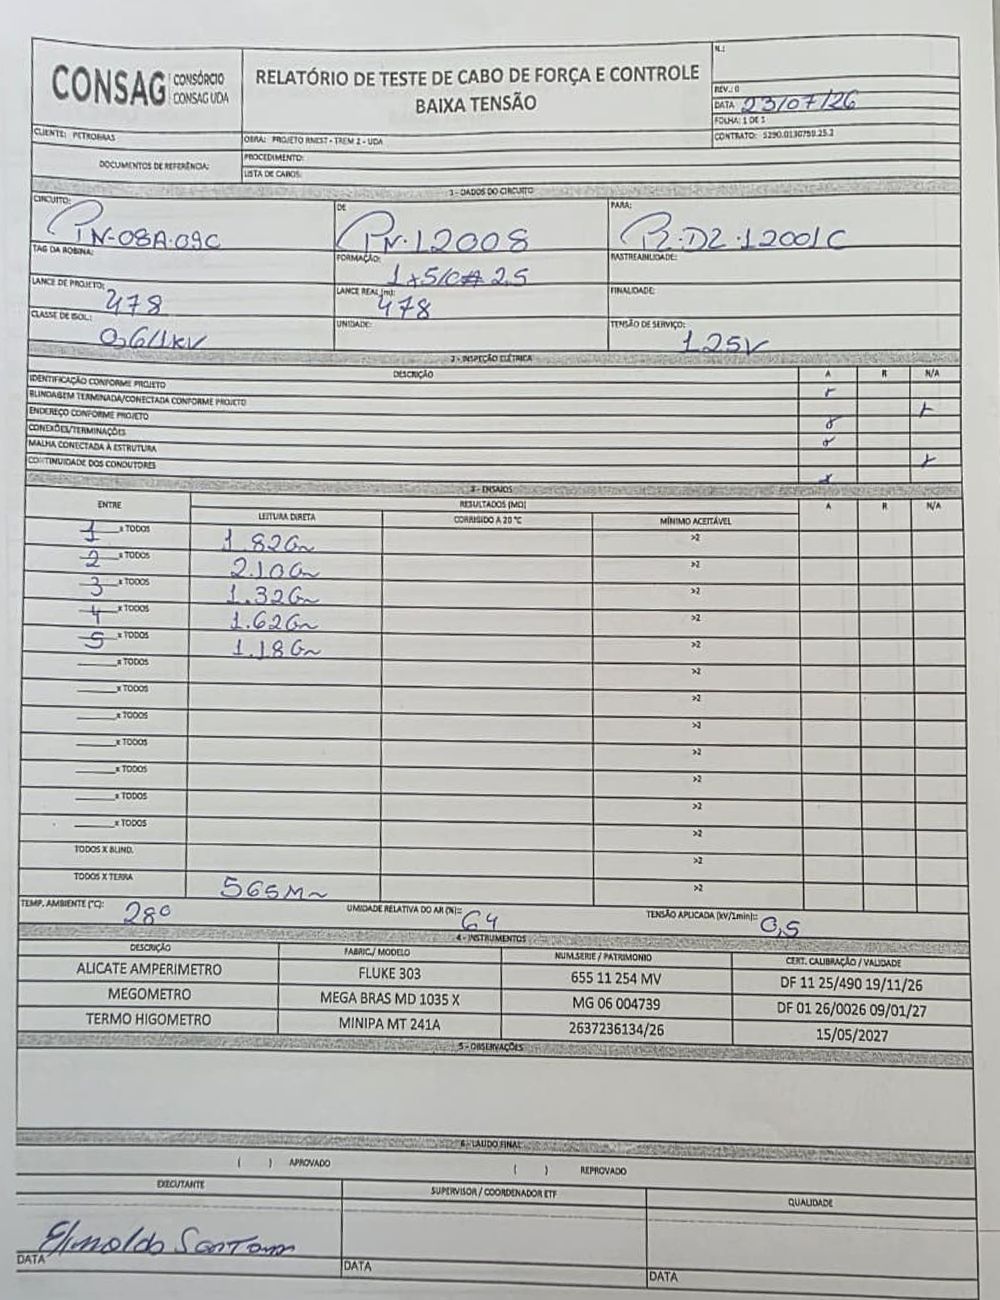 CONSAG CONSÓRCIO CONSAG UDA
RELATÓRIO DE TESTE DE CABO DE FORÇA E CONTROLE
BAIXA TENSÃO
N.:
REV.: 0
DATA 23/07/26
FOLHA: 1 DE 1
CLIENTE: PETROBRAS
OBRA: PROJETO RNEST - TREM 2 - UDA
CONTRATO: 5290.0130759.25.2
DOCUMENTOS DE REFERÊNCIA:
PROCEDIMENTO:
LISTA DE CABOS:
1 - DADOS DO CIRCUITO
CIRCUITO: PN-08A-09C
DE PN-12008
PARA: PZ-DZ-12001C
TAG DA BOBINA:
FORMAÇÃO: 1x5/C# 2,5
RASTREABILIDADE:
LANCE DE PROJETO: 478
LANCE REAL [m]: 478
FINALIDADE:
CLASSE DE ISOL.: 0,6/1kV
UNIDADE:
TENSÃO DE SERVIÇO: 125V
2 - INSPEÇÃO ELÉTRICA
DESCRIÇÃO A R N/A
IDENTIFICAÇÃO CONFORME PROJETO
BLINDAGEM TERMINADA/CONECTADA CONFORME PROJETO
ENDEREÇO CONFORME PROJETO
CONEXÕES/TERMINAÇÕES
MALHA CONECTADA À ESTRUTURA
CONTINUIDADE DOS CONDUTORES
3 - ENSAIOS
ENTRE RESULTADOS [MΩ] A R N/A
LEITURA DIRETA CORRIGIDO A 20 °C MÍNIMO ACEITÁVEL
1 x TODOS 1.82GΩ >2
2 x TODOS 2.10GΩ >2
3 x TODOS 1.32GΩ >2
4 x TODOS 1.62GΩ >2
5 x TODOS 1.18GΩ >2
x TODOS >2
x TODOS >2
x TODOS >2
x TODOS >2
x TODOS >2
x TODOS >2
x TODOS >2
TODOS X BLIND. >2
TODOS X TERRA 565MΩ >2
TEMP. AMBIENTE (°C): 28° UMIDADE RELATIVA DO AR (%)= 64 TENSÃO APLICADA [kV/1min]= 0,5
4 - INSTRUMENTOS
DESCRIÇÃO FABRIC./ MODELO NUM.SERIE / PATRIMONIO CERT. CALIBRAÇÃO / VALIDADE
ALICATE AMPERIMETRO FLUKE 303 655 11 254 MV DF 11 25/490 19/11/26
MEGOMETRO MEGA BRAS MD 1035 X MG 06 004739 DF 01 26/0026 09/01/27
TERMO HIGOMETRO MINIPA MT 241A 2637236134/26 15/05/2027
5 - OBSERVAÇÕES
6 - LAUDO FINAL
( ) APROVADO ( ) REPROVADO
EXECUTANTE SUPERVISOR / COORDENADOR ETF QUALIDADE
DATA DATA DATA